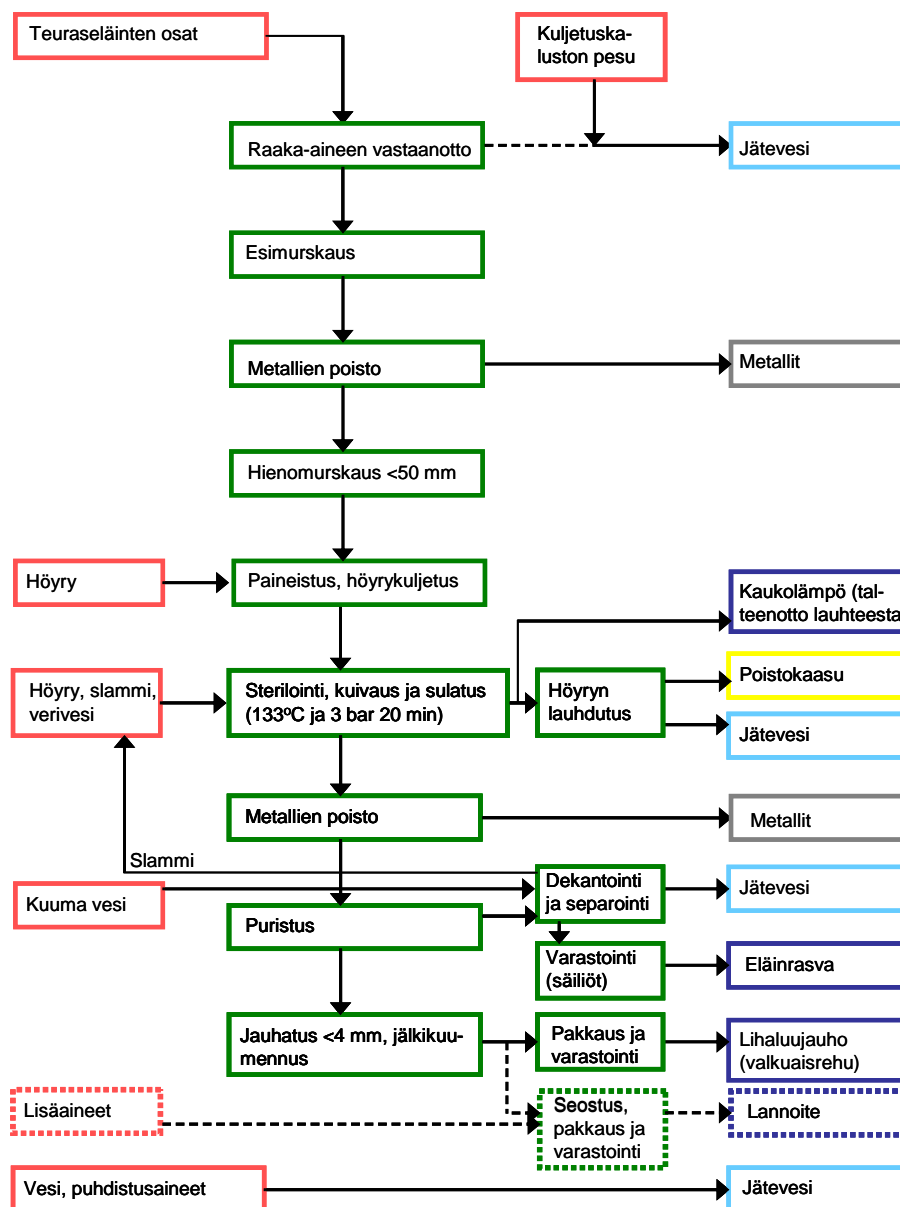 Teuraseläinten osat
Kuljetuska-
luston pesu
Raaka-aineen vastaanotto
Jätevesi
Esimurskaus
Metallien poisto
Metallit
Hienomurskaus <50 mm
Höyry
Paineistus, höyrykuljetus
Kaukolämpö (tal-
teenotto lauhteesta
Höyry, slammi,
verivesi
Sterilointi, kuivaus ja sulatus
(133ºC ja 3 bar 20 min)
Höyryn
lauhdutus
Poistokaasu
Jätevesi
Metallien poisto
Metallit
Slammi
Kuuma vesi
Dekantointi
ja separointi
Jätevesi
Puristus
Varastointi
(säiliöt)
Eläinrasva
Jauhatus <4 mm, jälkikuu-
mennus
Pakkaus ja
varastointi
Lihaluujauho
(valkuaisrehu)
Lisäaineet
Seostus,
pakkaus ja
varastointi
Lannoite
Vesi, puhdistusaineet
Jätevesi